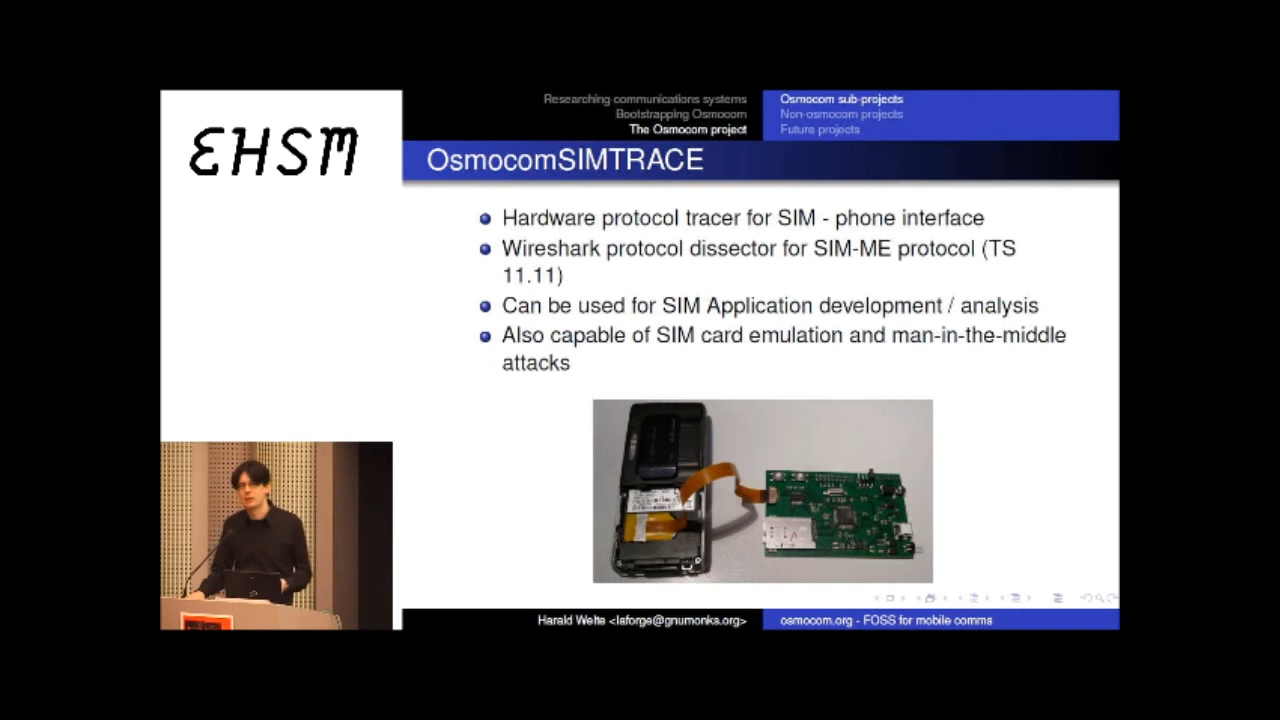 EHSM
Researching communications systems
Bootstrapping Osmocom
The Osmocom project
Osmocom sub-projects
Non-osmocom projects
Future projects
OsmocomSIMTRACE
Hardware protocol tracer for SIM - phone interface
Wireshark protocol dissector for SIM-ME protocol (TS
11.11)
Can be used for SIM Application development / analysis
Also capable of SIM card emulation and man-in-the-middle
attacks
Harald Welte <laforge@gnumonks.org>
osmocom.org - FOSS for mobile comms